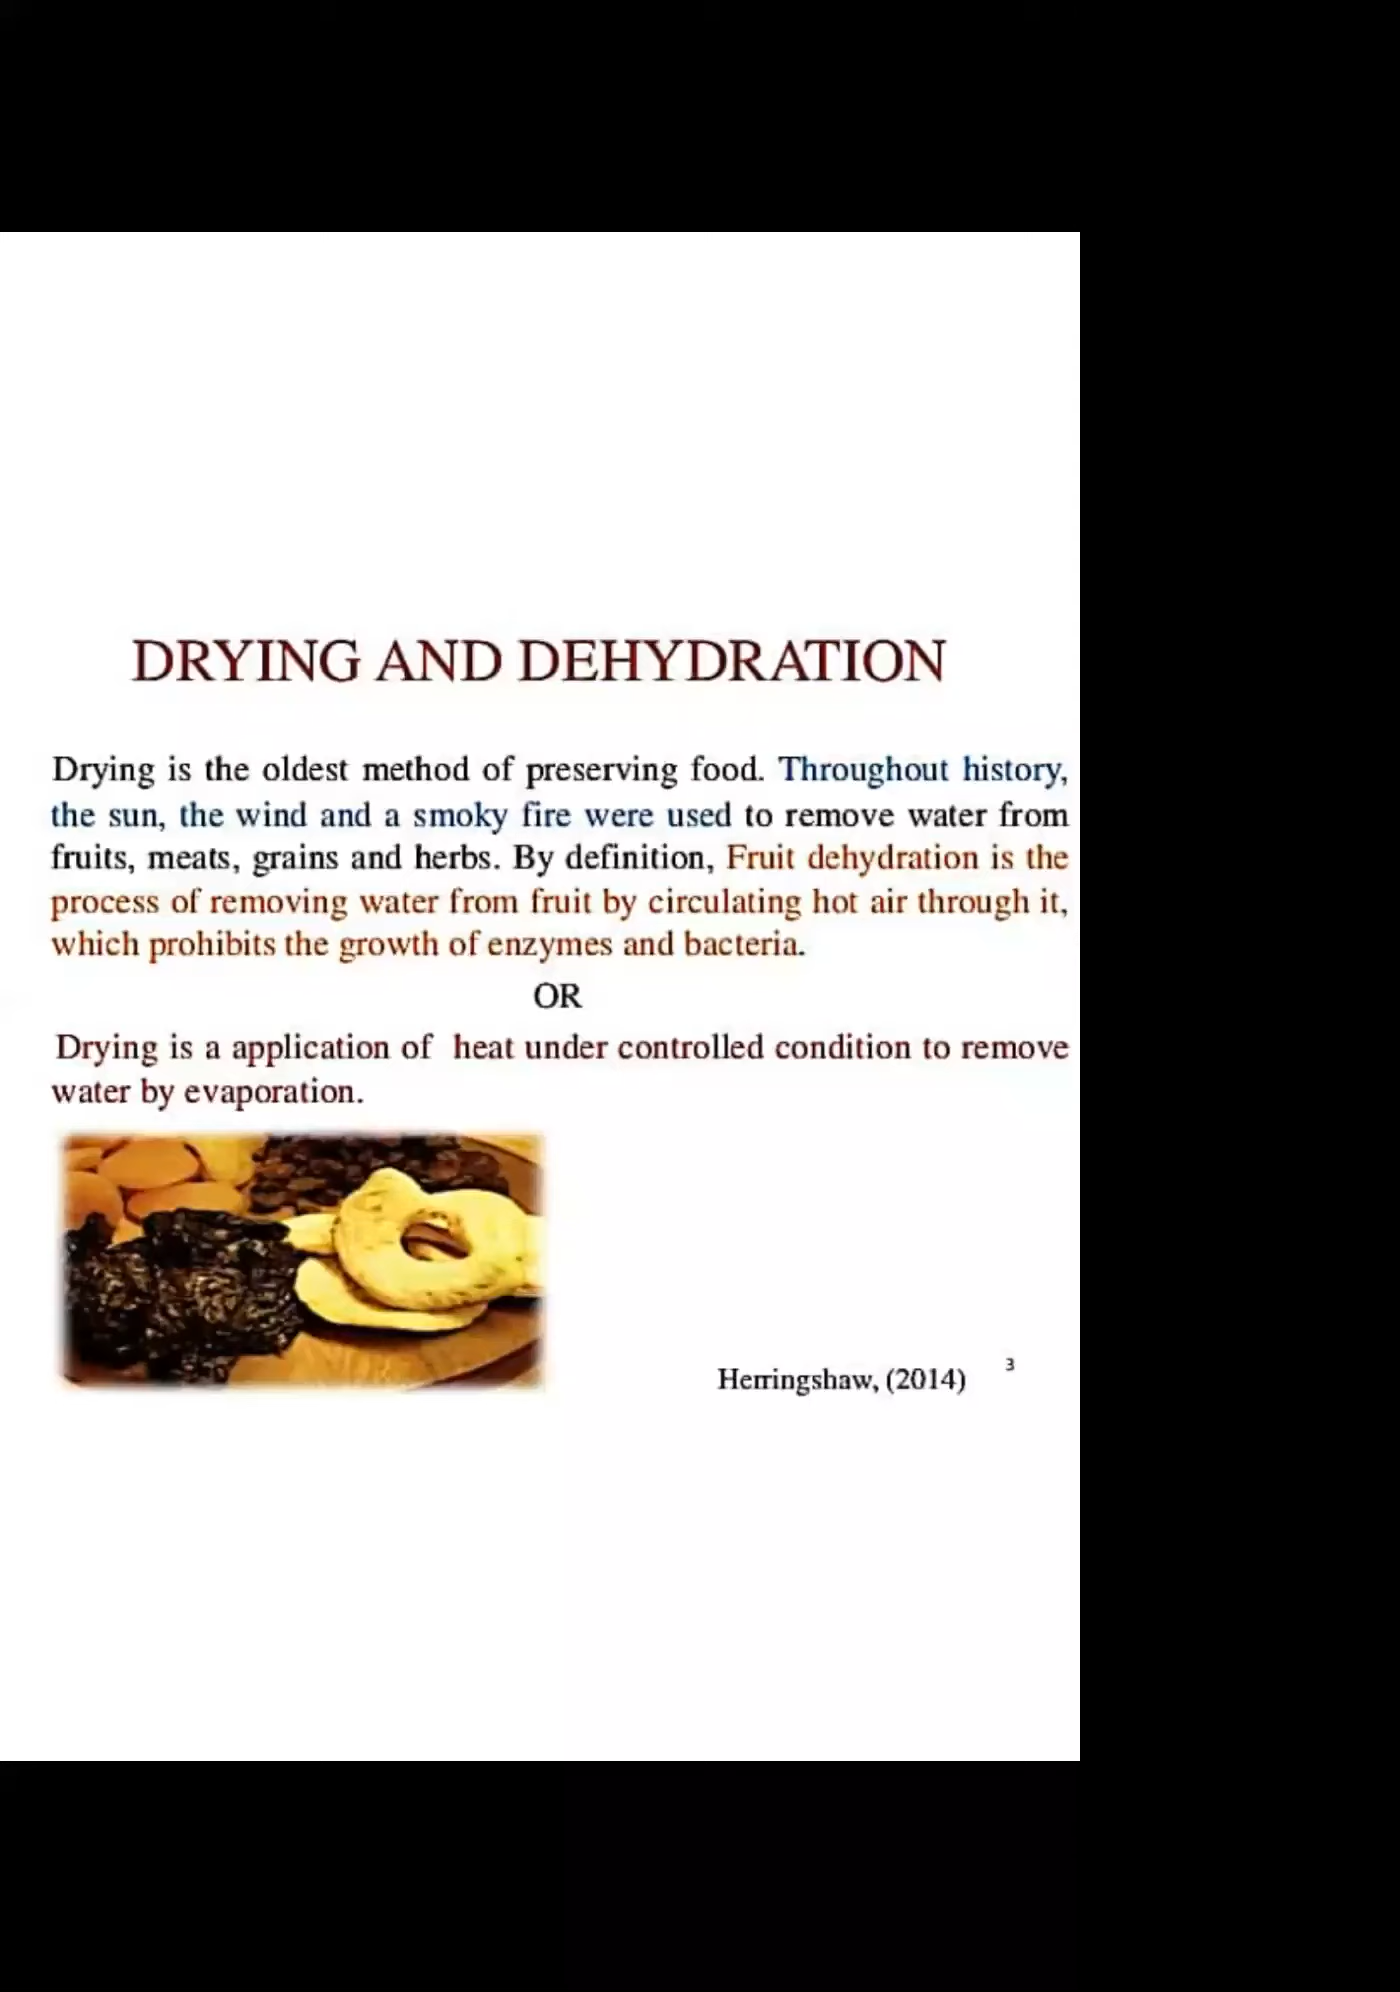 DRYING AND DEHYDRATION
Drying is the oldest method of preserving food. Throughout history,
the sun, the wind and a smoky fire were used to remove water from
fruits, meats, grains and herbs. By definition, Fruit dehydration is the
process of removing water from fruit by circulating hot air through it,
which prohibits the growth of enzymes and bacteria.
OR
Drying is a application of heat under controlled condition to remove
water by evaporation.
Herringshaw, (2014) 3